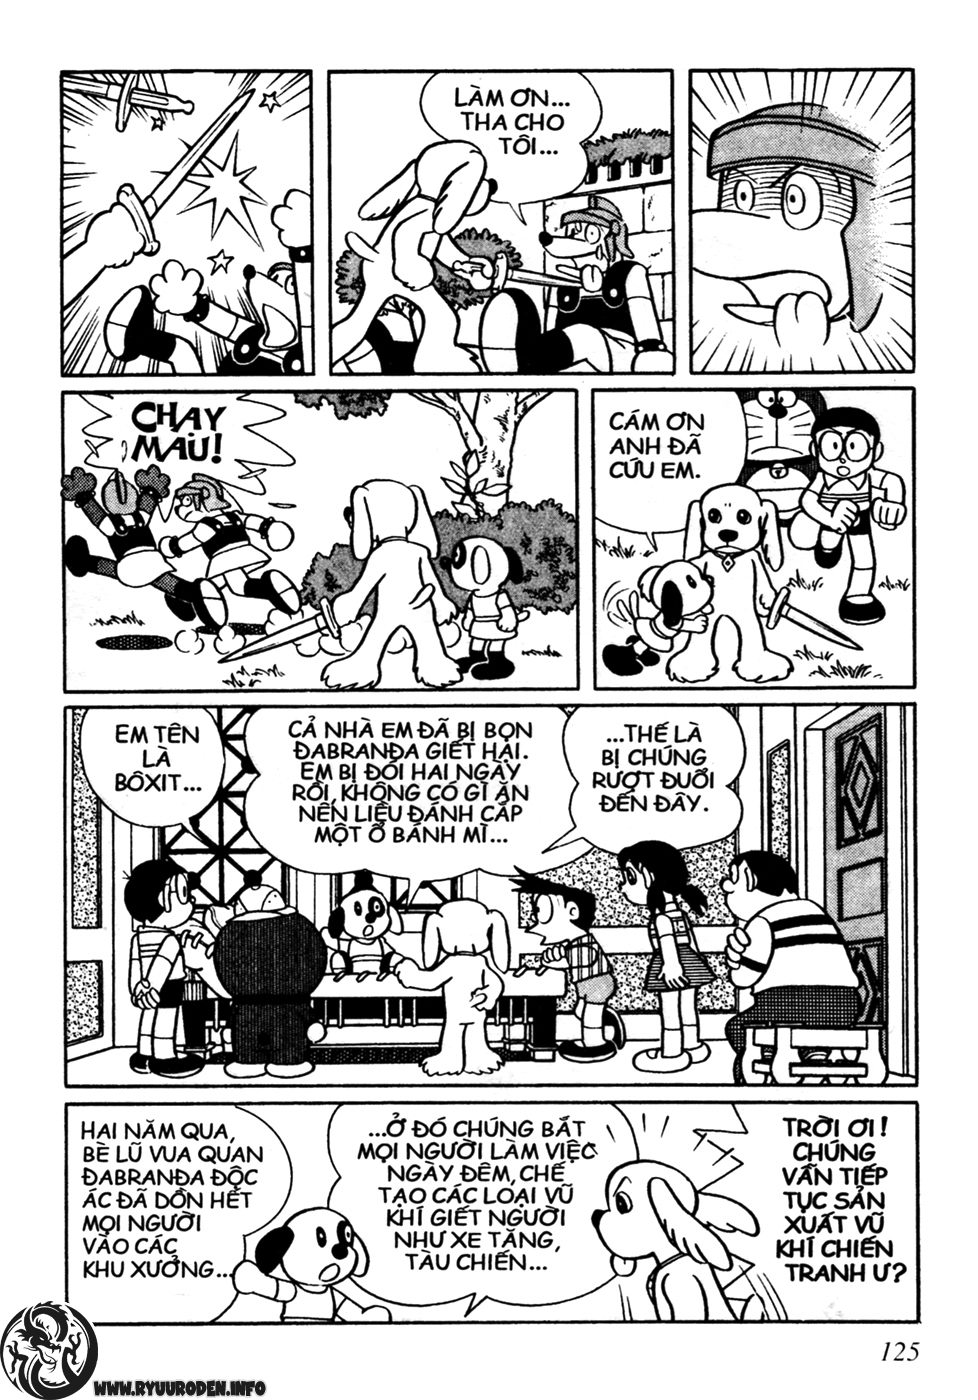 LÀM ƠN...
THA CHO
TÔI...
CHẠY
MAU!
CÁM ƠN
ANH ĐÃ
CỨU EM.
EM TÊN
LÀ
BÔXIT...
CẢ NHÀ EM ĐÃ BỊ BỌN
ĐABRANĐA GIẾT HẠI.
EM BỊ ĐÓI HAI NGÀY
RỒI, KHÔNG CÓ GÌ ĂN
NÊN LIỀU ĐÁNH CẮP
MỘT Ổ BÁNH MÌ...
...THẾ LÀ
BỊ CHÚNG
RƯỢT ĐUỔI
ĐẾN ĐÂY.
HAI NĂM QUA,
BÈ LŨ VUA QUAN
ĐABRANĐA ĐỘC
ÁC ĐÃ DỒN HẾT
MỌI NGƯỜI
VÀO CÁC
KHU XƯỞNG...
...Ở ĐÓ CHÚNG BẮT
MỌI NGƯỜI LÀM VIỆC
NGÀY ĐÊM, CHẾ
TẠO CÁC LOẠI VŨ
KHÍ GIẾT NGƯỜI
NHƯ XE TĂNG,
TÀU CHIẾN...
TRỜI ƠI!
CHÚNG
VẪN TIẾP
TỤC SẢN
XUẤT VŨ
KHÍ CHIẾN
TRANH Ư?
125
WWW.RYUURODEN.INFO